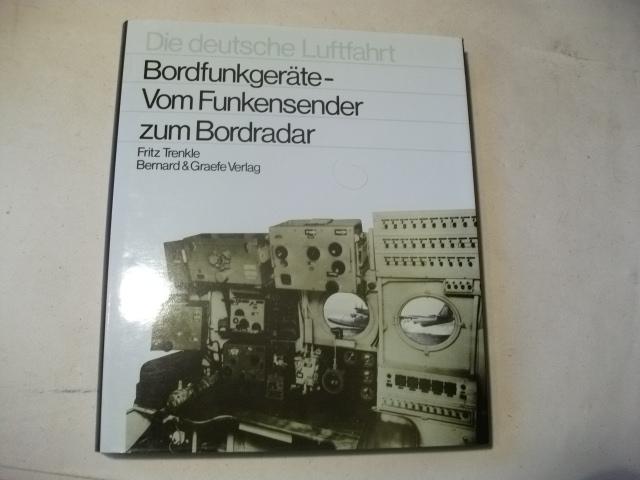 Die deutsche Luftfahrt
Bordfunkgeräte-
Vom Funkensender
zum Bordradar
Fritz Trenkle
Bernard & Graefe Verlag